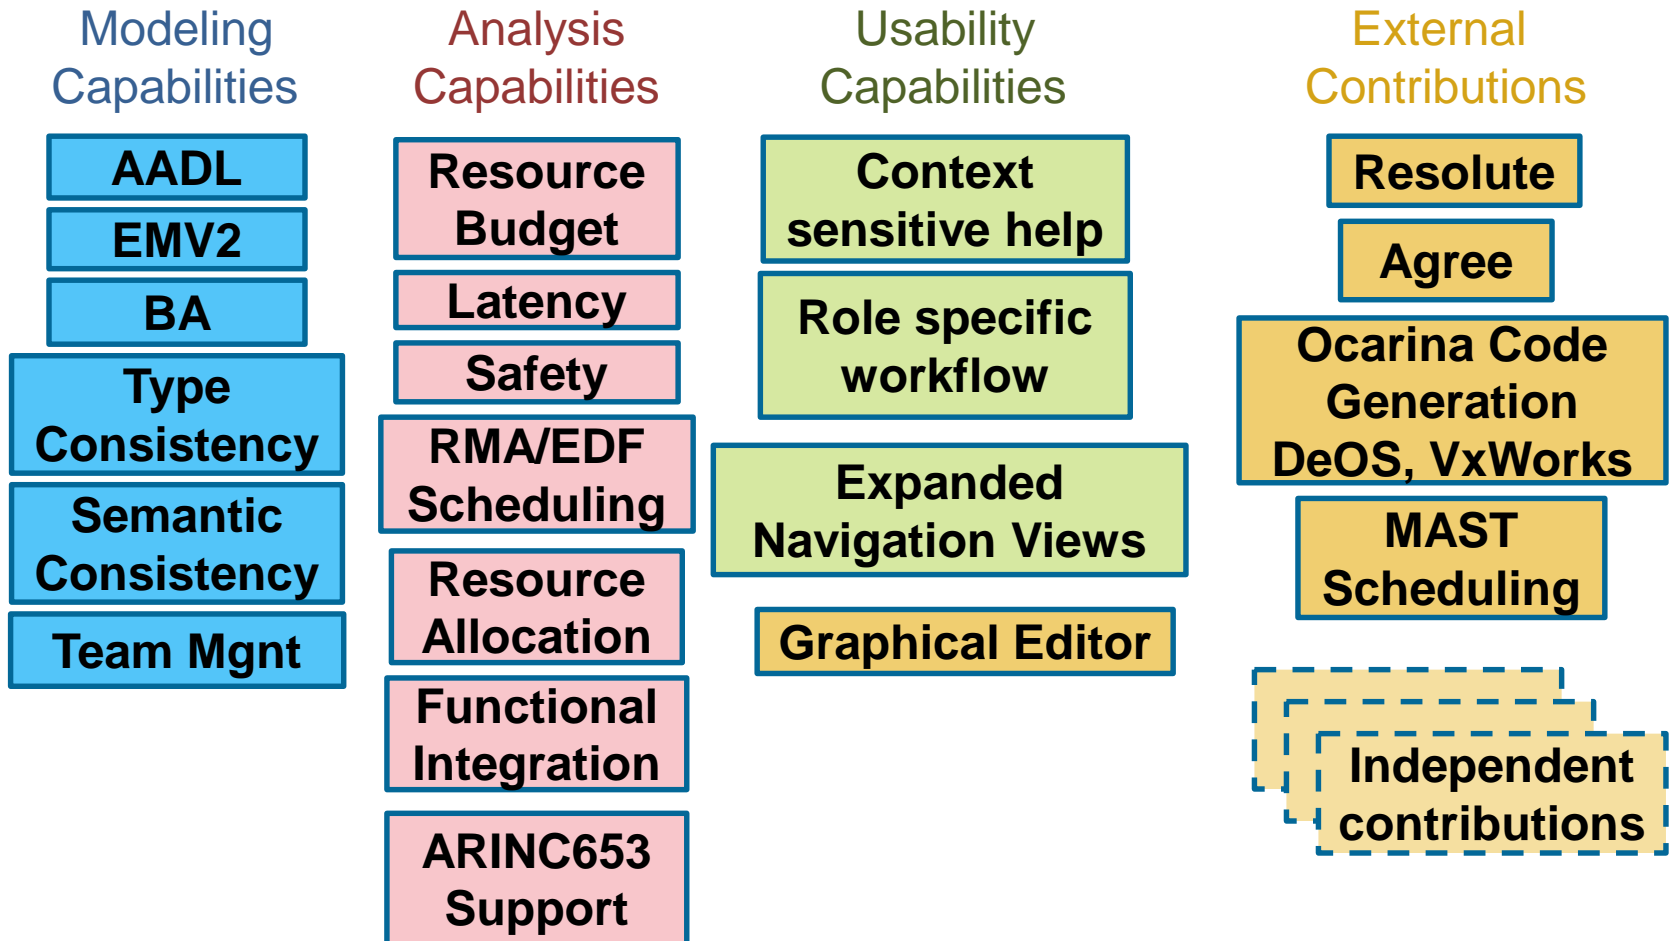 Modeling
Capabilities
AADL
EMV2
BA
Type
Consistency
Semantic
Consistency
Team Mgnt
Analysis
Capabilities
Resource
Budget
Latency
Safety
RMA/EDF
Scheduling
Resource
Allocation
Functional
Integration
ARINC653
Support
Usability
Capabilities
Context
sensitive help
Role specific
workflow
Expanded
Navigation Views
Graphical Editor
External
Contributions
Resolute
Agree
Ocarina Code
Generation
DeOS, VxWorks
MAST
Scheduling
Independent
contributions